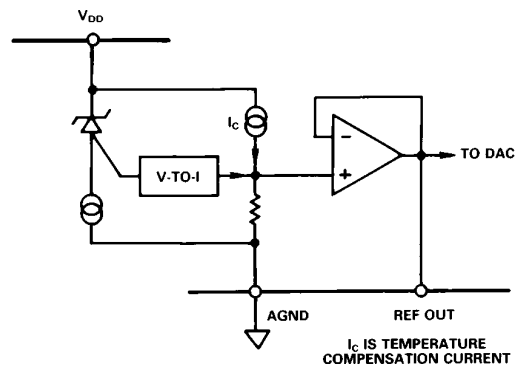 VDD
IC
V-TO-I
−
+
TO DAC
AGND
REF OUT
IC IS TEMPERATURE
COMPENSATION CURRENT